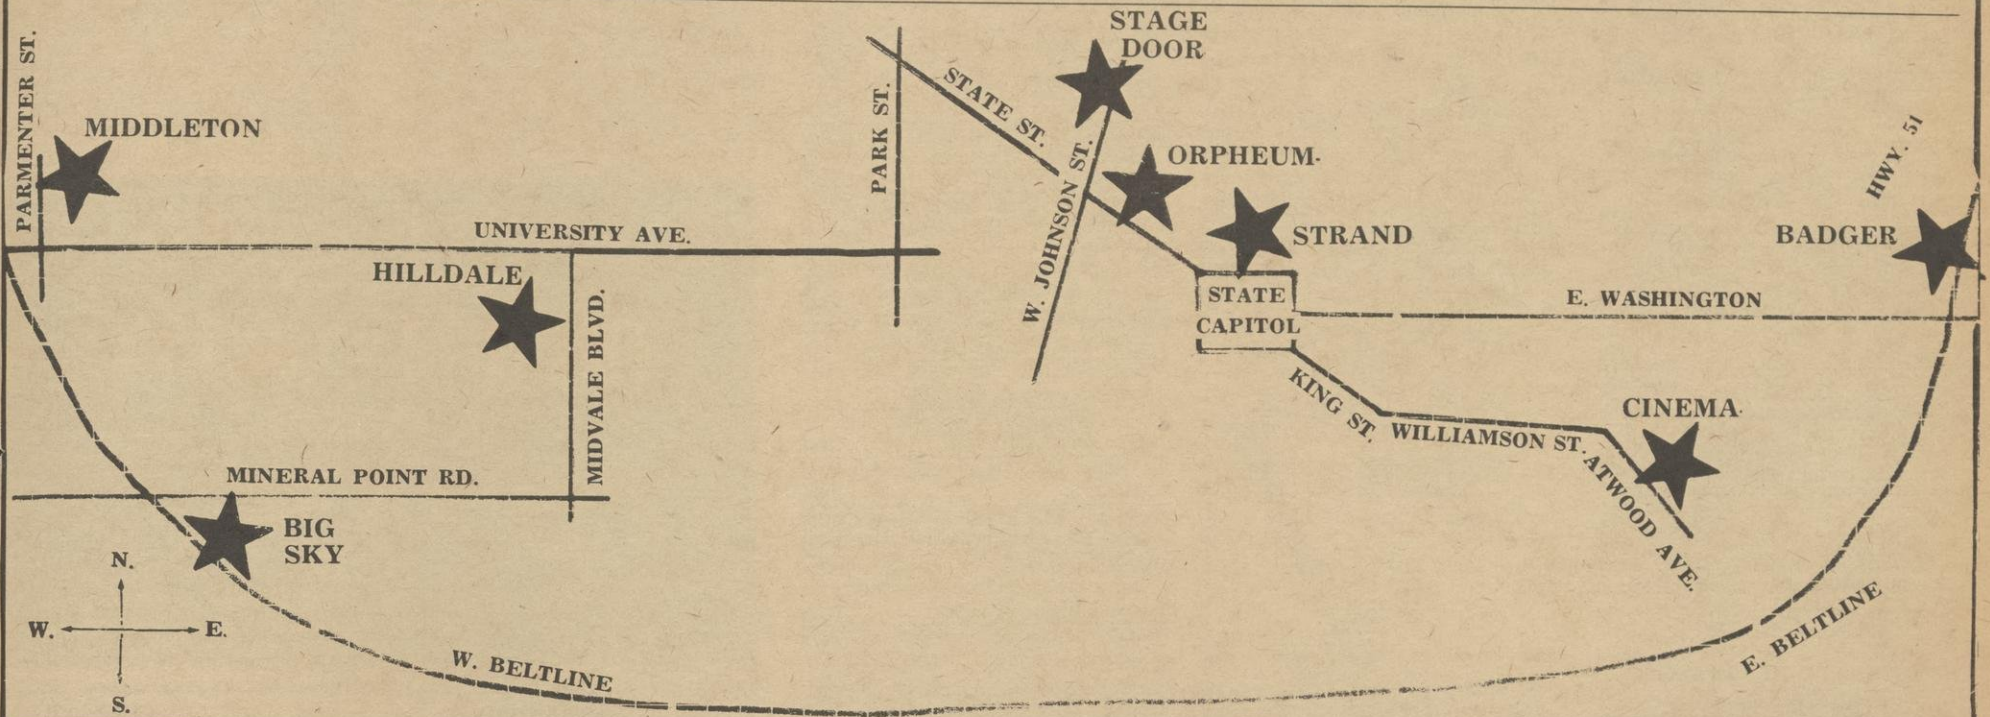 STAGE
DOOR
PARMENTER ST.
MIDDLETON
STATE ST.
PARK ST.
W. JOHNSON ST.
ORPHEUM
HWY. 51
UNIVERSITY AVE.
STRAND
BADGER
HILLDALE
MIDVALE BLVD.
STATE
CAPITOL
E. WASHINGTON
KING ST.
WILLIAMSON ST.
CINEMA
ATWOOD AVE.
MINERAL POINT RD.
BIG
SKY
N.
W.
E.
S.
W. BELTLINE
E. BELTLINE